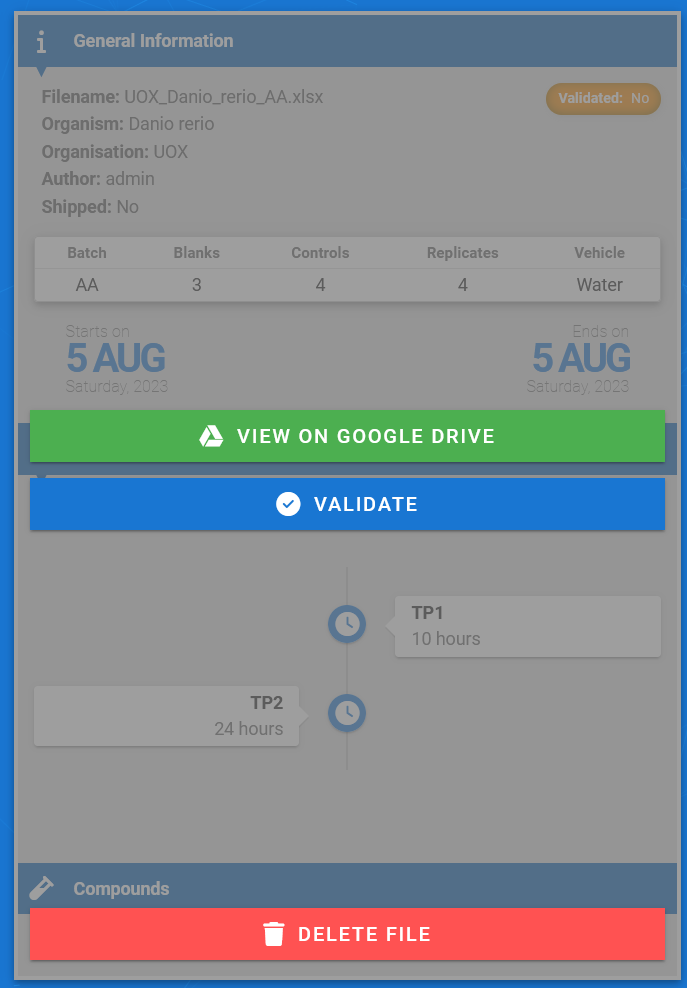 General Information
Filename: UOX_Danio_rerio_AA.xlsx
Validated: No
Organism: Danio rerio
Organisation: UOX
Author: admin
Shipped: No
Batch Blanks Controls Replicates Vehicle
AA 3 4 4 Water
Starts on Ends on
5 AUG 5 AUG
Saturday, 2023 Saturday, 2023
VIEW ON GOOGLE DRIVE
VALIDATE
TP1
10 hours
TP2
24 hours
Compounds
DELETE FILE